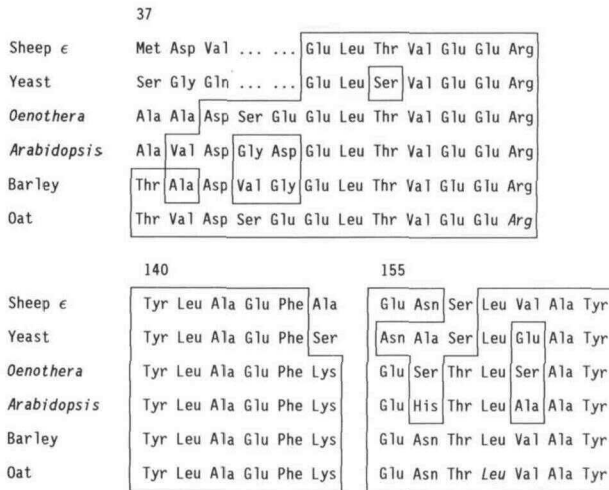 37
Sheep ε Met Asp Val ... ... Glu Leu Thr Val Glu Glu Arg
Yeast Ser Gly Gln ... ... Glu Leu Ser Val Glu Glu Arg
Oenothera Ala Ala Asp Ser Glu Glu Leu Thr Val Glu Glu Arg
Arabidopsis Ala Val Asp Gly Asp Glu Leu Thr Val Glu Glu Arg
Barley Thr Ala Asp Val Gly Glu Leu Thr Val Glu Glu Arg
Oat Thr Val Asp Ser Glu Glu Leu Thr Val Glu Glu Arg
140 155
Sheep ε Tyr Leu Ala Glu Phe Ala Glu Asn Ser Leu Val Ala Tyr
Yeast Tyr Leu Ala Glu Phe Ser Asn Ala Ser Leu Glu Ala Tyr
Oenothera Tyr Leu Ala Glu Phe Lys Glu Ser Thr Leu Ser Ala Tyr
Arabidopsis Tyr Leu Ala Glu Phe Lys Glu His Thr Leu Ala Ala Tyr
Barley Tyr Leu Ala Glu Phe Lys Glu Asn Thr Leu Val Ala Tyr
Oat Tyr Leu Ala Glu Phe Lys Glu Asn Thr Leu Val Ala Tyr